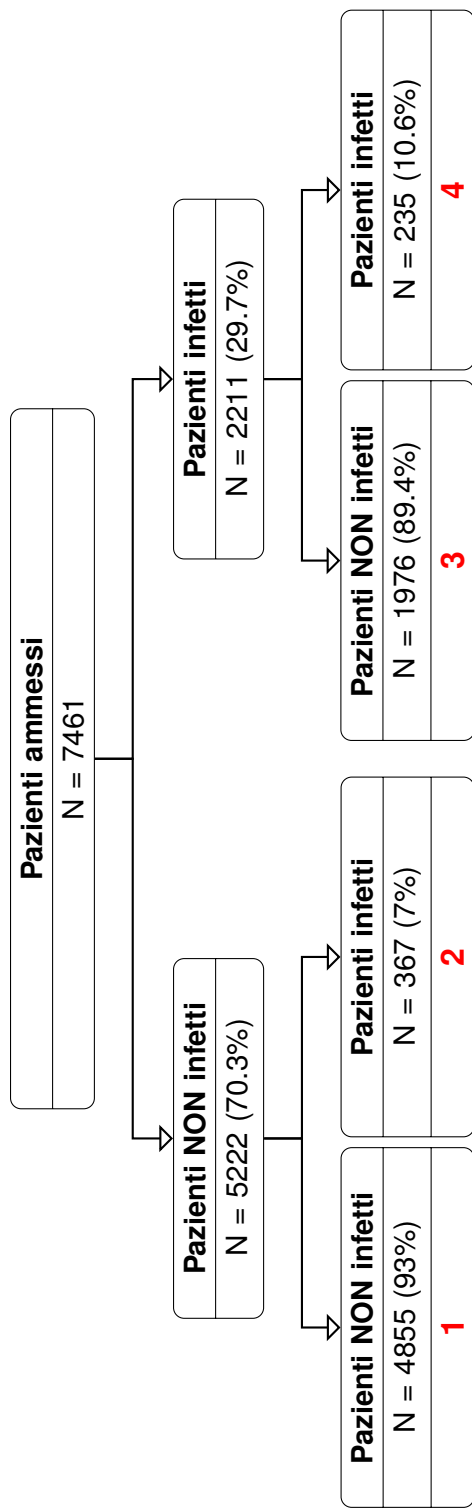 Pazienti ammessi
N = 7461
Pazienti NON infetti
N = 5222 (70.3%)
Pazienti infetti
N = 2211 (29.7%)
Pazienti NON infetti
N = 4855 (93%)
1
Pazienti infetti
N = 367 (7%)
2
Pazienti NON infetti
N = 1976 (89.4%)
3
Pazienti infetti
N = 235 (10.6%)
4